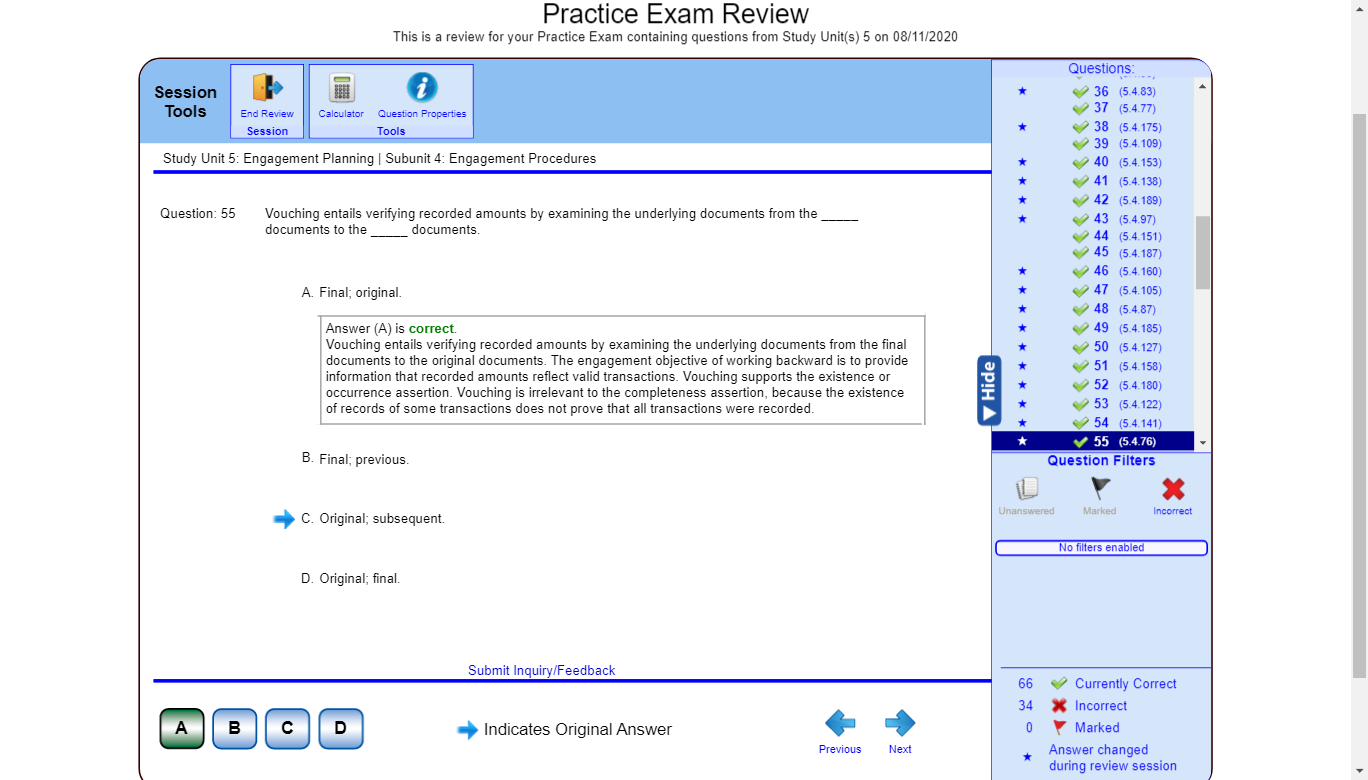 Practice Exam Review
This is a review for your Practice Exam containing questions from Study Unit(s) 5 on 08/11/2020
Session
Tools
End Review
Session
Calculator
Question Properties
Tools
Study Unit 5: Engagement Planning | Subunit 4: Engagement Procedures
Question: 55
Vouching entails verifying recorded amounts by examining the underlying documents from the _____
documents to the _____ documents.
A. Final; original.
Answer (A) is correct.
Vouching entails verifying recorded amounts by examining the underlying documents from the final
documents to the original documents. The engagement objective of working backward is to provide
information that recorded amounts reflect valid transactions. Vouching supports the existence or
occurrence assertion. Vouching is irrelevant to the completeness assertion, because the existence
of records of some transactions does not prove that all transactions were recorded.
B. Final; previous.
C. Original; subsequent.
D. Original; final.
Submit Inquiry/Feedback
A B C D
Indicates Original Answer
Previous
Next
Questions:
36 (5.4.83)
37 (5.4.77)
38 (5.4.175)
39 (5.4.109)
40 (5.4.153)
41 (5.4.138)
42 (5.4.189)
43 (5.4.97)
44 (5.4.151)
45 (5.4.187)
46 (5.4.160)
47 (5.4.105)
48 (5.4.87)
49 (5.4.185)
50 (5.4.127)
51 (5.4.158)
52 (5.4.180)
53 (5.4.122)
54 (5.4.141)
55 (5.4.76)
Hide
Question Filters
Unanswered
Marked
Incorrect
No filters enabled
66 Currently Correct
34 Incorrect
0 Marked
Answer changed
during review session